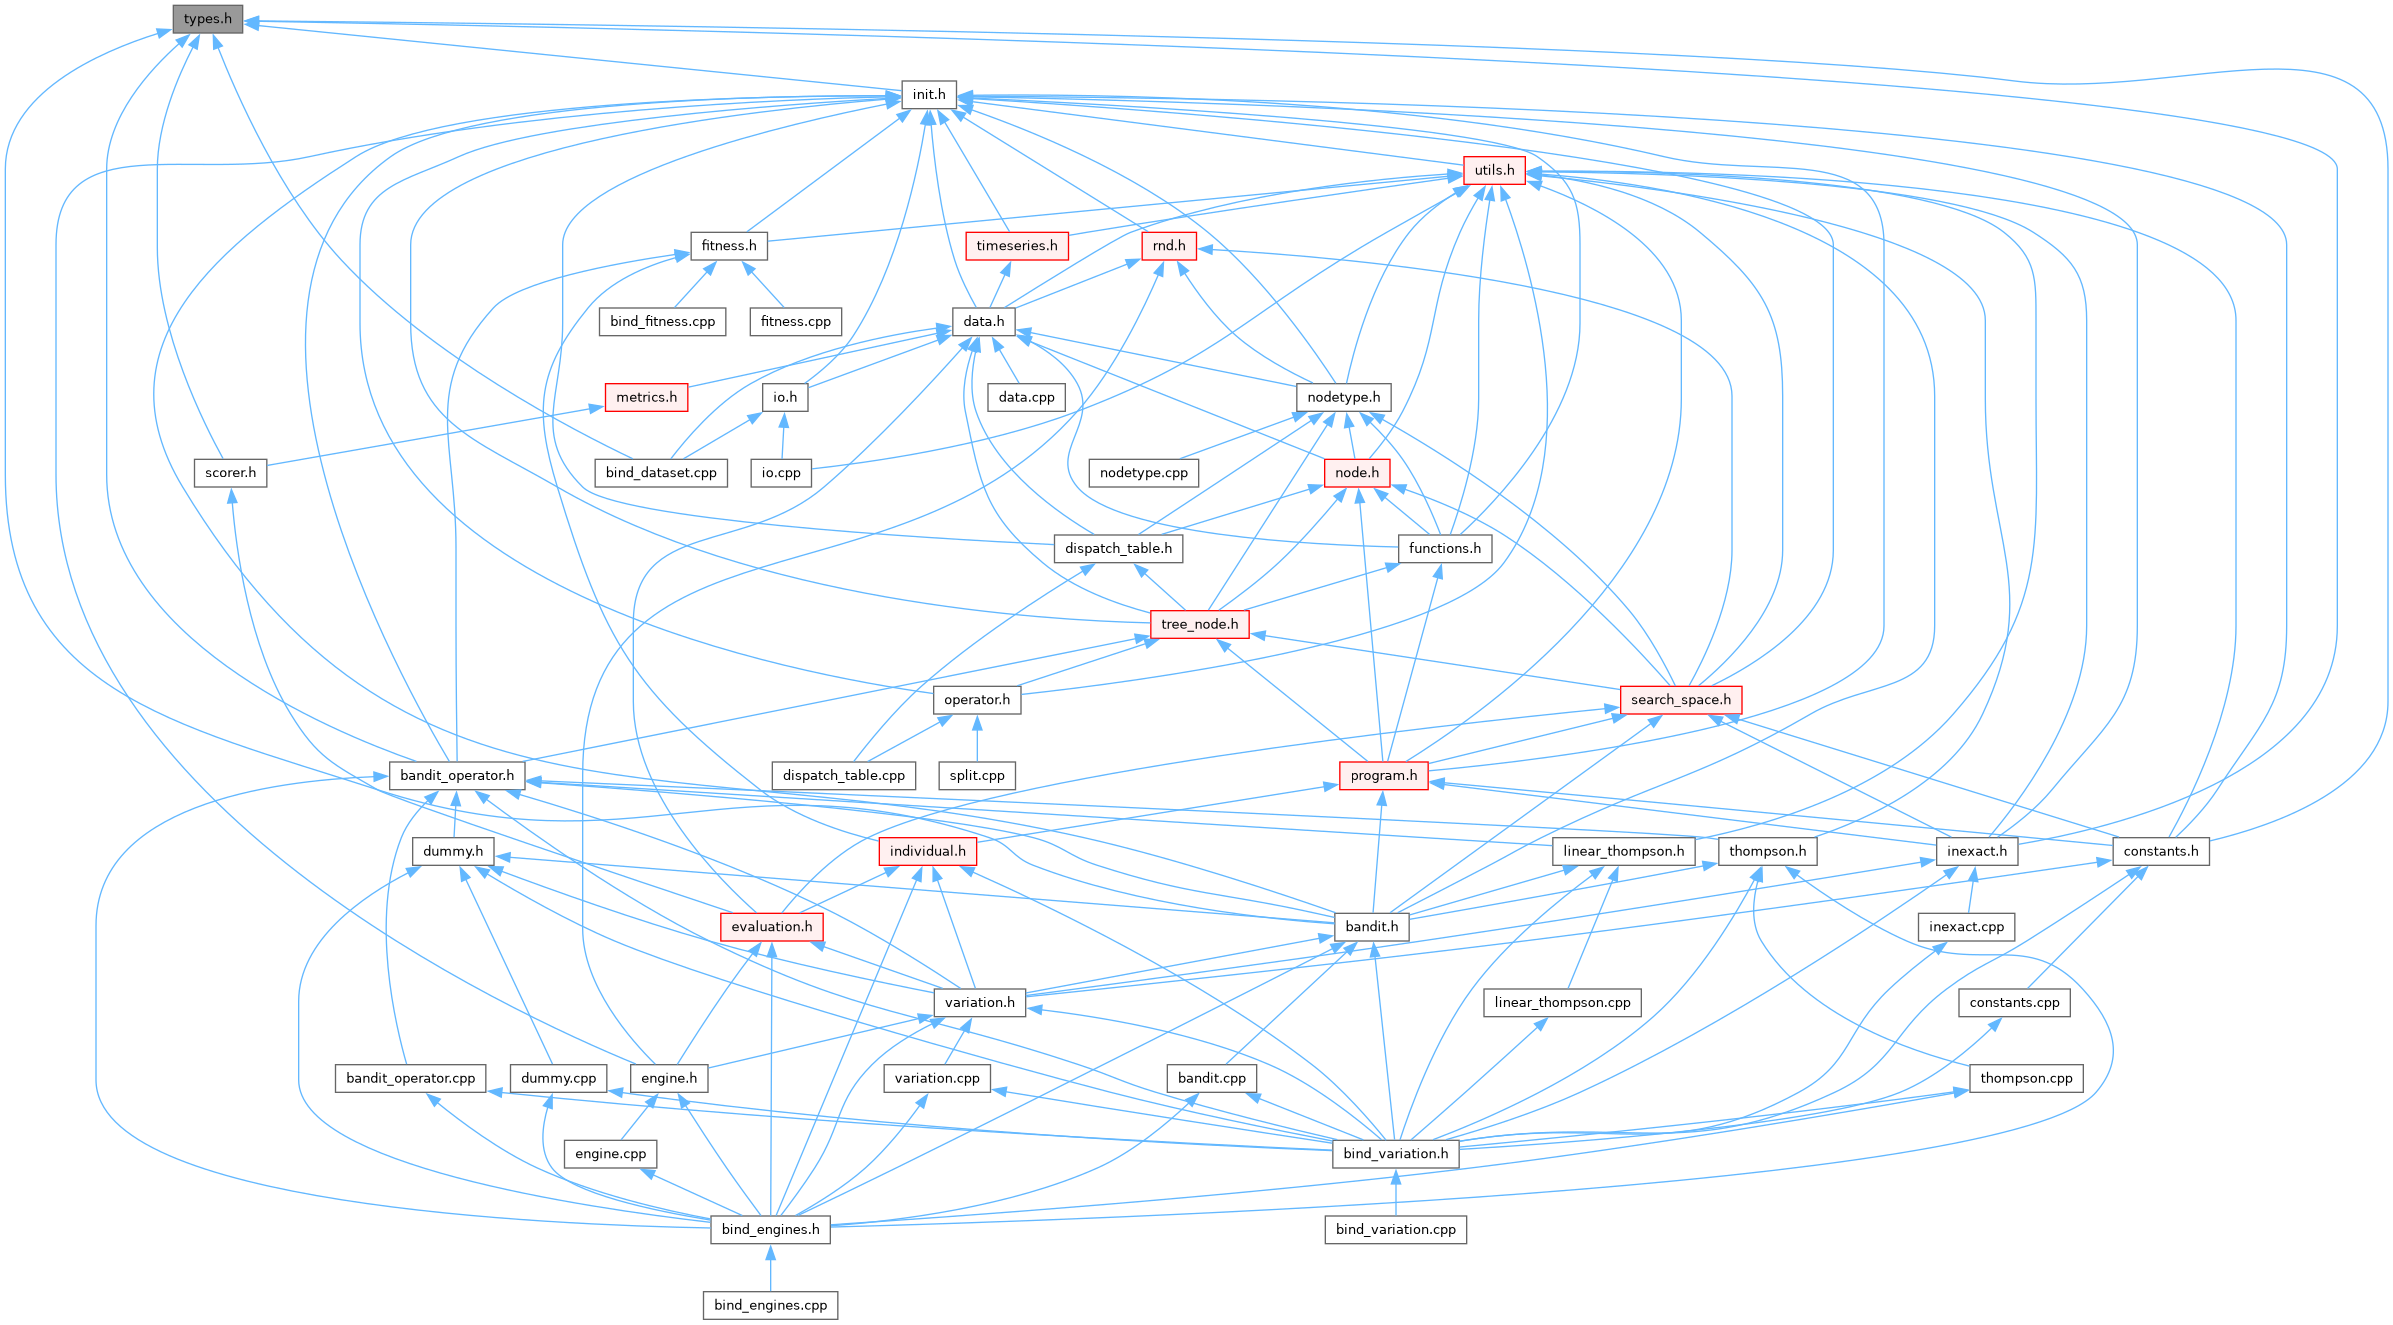 types.h
init.h
utils.h
fitness.h
timeseries.h
rnd.h
bind_fitness.cpp
fitness.cpp
data.h
metrics.h
io.h
data.cpp
nodetype.h
scorer.h
bind_dataset.cpp
io.cpp
nodetype.cpp
node.h
dispatch_table.h
functions.h
tree_node.h
operator.h
search_space.h
bandit_operator.h
dispatch_table.cpp
split.cpp
program.h
dummy.h
individual.h
linear_thompson.h
thompson.h
inexact.h
constants.h
evaluation.h
bandit.h
inexact.cpp
variation.h
linear_thompson.cpp
constants.cpp
bandit_operator.cpp
dummy.cpp
engine.h
variation.cpp
bandit.cpp
thompson.cpp
engine.cpp
bind_variation.h
bind_engines.h
bind_variation.cpp
bind_engines.cpp